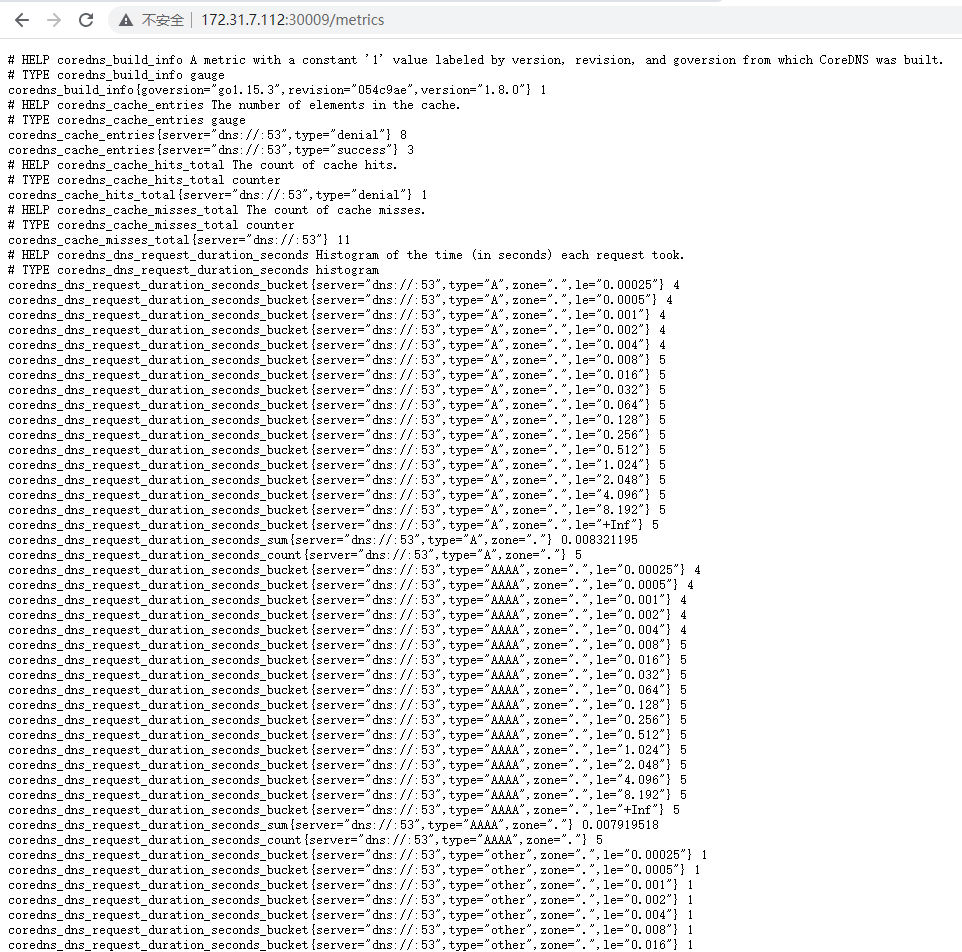 不安全 | 172.31.7.112:30009/metrics
# HELP coredns_build_info A metric with a constant '1' value labeled by version, revision, and goversion from which CoreDNS was built.
# TYPE coredns_build_info gauge
coredns_build_info{goversion="go1.15.3",revision="054c9ae",version="1.8.0"} 1
# HELP coredns_cache_entries The number of elements in the cache.
# TYPE coredns_cache_entries gauge
coredns_cache_entries{server="dns://:53",type="denial"} 8
coredns_cache_entries{server="dns://:53",type="success"} 3
# HELP coredns_cache_hits_total The count of cache hits.
# TYPE coredns_cache_hits_total counter
coredns_cache_hits_total{server="dns://:53",type="denial"} 1
# HELP coredns_cache_misses_total The count of cache misses.
# TYPE coredns_cache_misses_total counter
coredns_cache_misses_total{server="dns://:53"} 11
# HELP coredns_dns_request_duration_seconds Histogram of the time (in seconds) each request took.
# TYPE coredns_dns_request_duration_seconds histogram
coredns_dns_request_duration_seconds_bucket{server="dns://:53",type="A",zone=".",le="0.00025"} 4
coredns_dns_request_duration_seconds_bucket{server="dns://:53",type="A",zone=".",le="0.0005"} 4
coredns_dns_request_duration_seconds_bucket{server="dns://:53",type="A",zone=".",le="0.001"} 4
coredns_dns_request_duration_seconds_bucket{server="dns://:53",type="A",zone=".",le="0.002"} 4
coredns_dns_request_duration_seconds_bucket{server="dns://:53",type="A",zone=".",le="0.004"} 4
coredns_dns_request_duration_seconds_bucket{server="dns://:53",type="A",zone=".",le="0.008"} 5
coredns_dns_request_duration_seconds_bucket{server="dns://:53",type="A",zone=".",le="0.016"} 5
coredns_dns_request_duration_seconds_bucket{server="dns://:53",type="A",zone=".",le="0.032"} 5
coredns_dns_request_duration_seconds_bucket{server="dns://:53",type="A",zone=".",le="0.064"} 5
coredns_dns_request_duration_seconds_bucket{server="dns://:53",type="A",zone=".",le="0.128"} 5
coredns_dns_request_duration_seconds_bucket{server="dns://:53",type="A",zone=".",le="0.256"} 5
coredns_dns_request_duration_seconds_bucket{server="dns://:53",type="A",zone=".",le="0.512"} 5
coredns_dns_request_duration_seconds_bucket{server="dns://:53",type="A",zone=".",le="1.024"} 5
coredns_dns_request_duration_seconds_bucket{server="dns://:53",type="A",zone=".",le="2.048"} 5
coredns_dns_request_duration_seconds_bucket{server="dns://:53",type="A",zone=".",le="4.096"} 5
coredns_dns_request_duration_seconds_bucket{server="dns://:53",type="A",zone=".",le="8.192"} 5
coredns_dns_request_duration_seconds_bucket{server="dns://:53",type="A",zone=".",le="+Inf"} 5
coredns_dns_request_duration_seconds_sum{server="dns://:53",type="A",zone="."} 0.008321195
coredns_dns_request_duration_seconds_count{server="dns://:53",type="A",zone="."} 5
coredns_dns_request_duration_seconds_bucket{server="dns://:53",type="AAAA",zone=".",le="0.00025"} 4
coredns_dns_request_duration_seconds_bucket{server="dns://:53",type="AAAA",zone=".",le="0.0005"} 4
coredns_dns_request_duration_seconds_bucket{server="dns://:53",type="AAAA",zone=".",le="0.001"} 4
coredns_dns_request_duration_seconds_bucket{server="dns://:53",type="AAAA",zone=".",le="0.002"} 4
coredns_dns_request_duration_seconds_bucket{server="dns://:53",type="AAAA",zone=".",le="0.004"} 4
coredns_dns_request_duration_seconds_bucket{server="dns://:53",type="AAAA",zone=".",le="0.008"} 5
coredns_dns_request_duration_seconds_bucket{server="dns://:53",type="AAAA",zone=".",le="0.016"} 5
coredns_dns_request_duration_seconds_bucket{server="dns://:53",type="AAAA",zone=".",le="0.032"} 5
coredns_dns_request_duration_seconds_bucket{server="dns://:53",type="AAAA",zone=".",le="0.064"} 5
coredns_dns_request_duration_seconds_bucket{server="dns://:53",type="AAAA",zone=".",le="0.128"} 5
coredns_dns_request_duration_seconds_bucket{server="dns://:53",type="AAAA",zone=".",le="0.256"} 5
coredns_dns_request_duration_seconds_bucket{server="dns://:53",type="AAAA",zone=".",le="0.512"} 5
coredns_dns_request_duration_seconds_bucket{server="dns://:53",type="AAAA",zone=".",le="1.024"} 5
coredns_dns_request_duration_seconds_bucket{server="dns://:53",type="AAAA",zone=".",le="2.048"} 5
coredns_dns_request_duration_seconds_bucket{server="dns://:53",type="AAAA",zone=".",le="4.096"} 5
coredns_dns_request_duration_seconds_bucket{server="dns://:53",type="AAAA",zone=".",le="8.192"} 5
coredns_dns_request_duration_seconds_bucket{server="dns://:53",type="AAAA",zone=".",le="+Inf"} 5
coredns_dns_request_duration_seconds_sum{server="dns://:53",type="AAAA",zone="."} 0.007919518
coredns_dns_request_duration_seconds_count{server="dns://:53",type="AAAA",zone="."} 5
coredns_dns_request_duration_seconds_bucket{server="dns://:53",type="other",zone=".",le="0.00025"} 1
coredns_dns_request_duration_seconds_bucket{server="dns://:53",type="other",zone=".",le="0.0005"} 1
coredns_dns_request_duration_seconds_bucket{server="dns://:53",type="other",zone=".",le="0.001"} 1
coredns_dns_request_duration_seconds_bucket{server="dns://:53",type="other",zone=".",le="0.002"} 1
coredns_dns_request_duration_seconds_bucket{server="dns://:53",type="other",zone=".",le="0.004"} 1
coredns_dns_request_duration_seconds_bucket{server="dns://:53",type="other",zone=".",le="0.008"} 1
coredns_dns_request_duration_seconds_bucket{server="dns://:53",type="other",zone=".",le="0.016"} 1